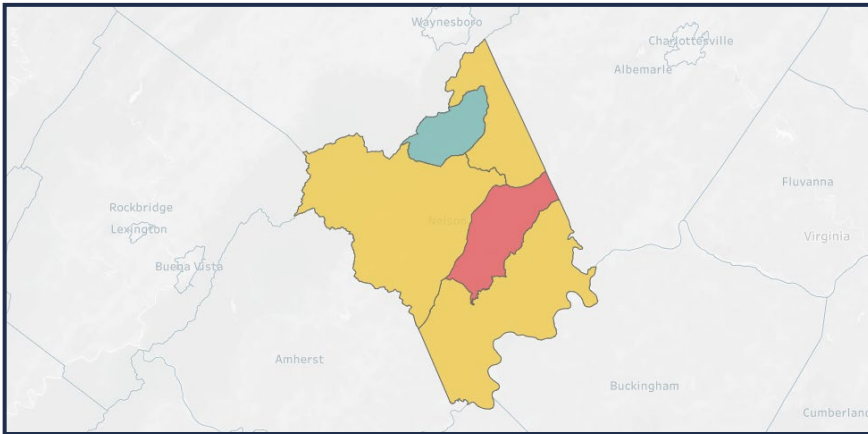 Waynesboro
Charlottesville
Albemarle
Fluvanna
Rockbridge
Lexington
Nelson
Virginia
Buena Vista
Amherst
Buckingham
Cumberland